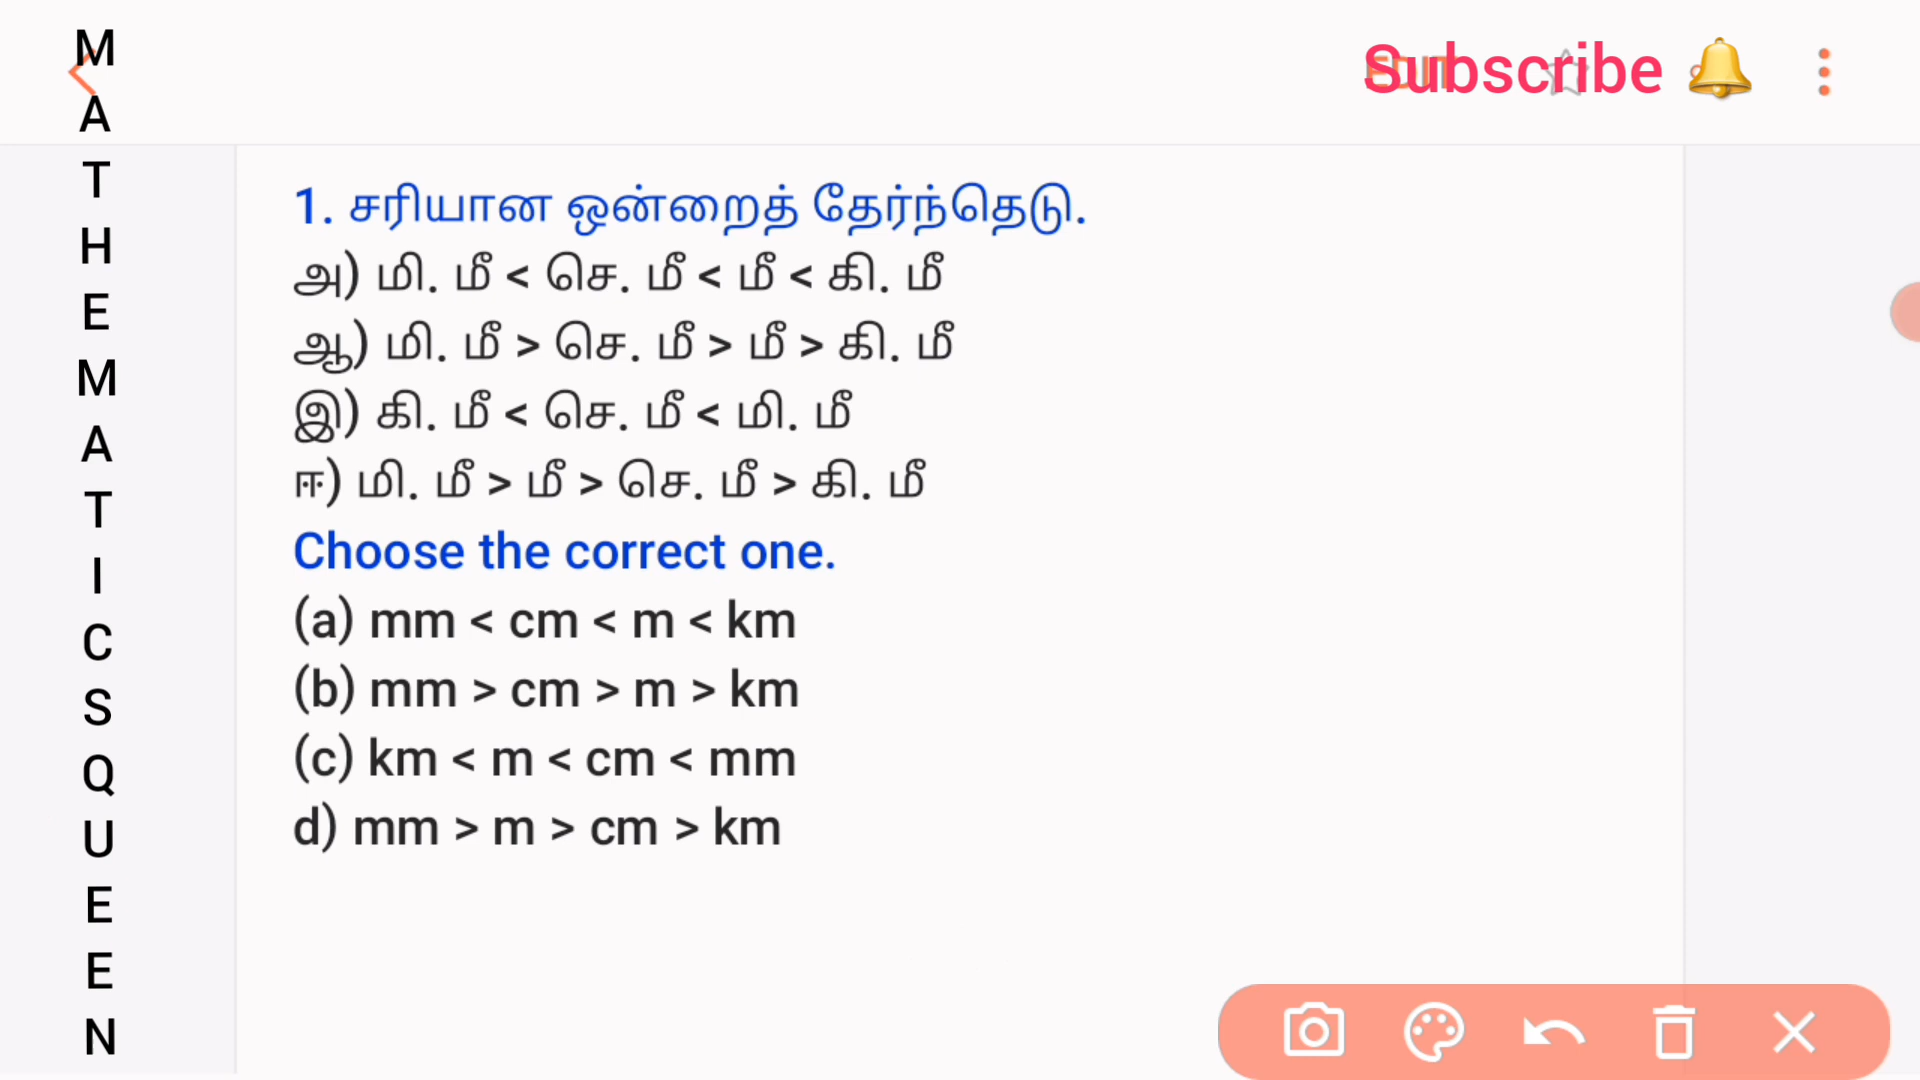 MATHEMATICSQUEEN
Subscribe 🔔
1. சரியான ஒன்றைத் தேர்ந்தெடு.
அ) மி. மீ < செ. மீ < மீ < கி. மீ
ஆ) மி. மீ > செ. மீ > மீ > கி. மீ
இ) கி. மீ < செ. மீ < மி. மீ
ஈ) மி. மீ > மீ > செ. மீ > கி. மீ
Choose the correct one.
(a) mm < cm < m < km
(b) mm > cm > m > km
(c) km < m < cm < mm
d) mm > m > cm > km